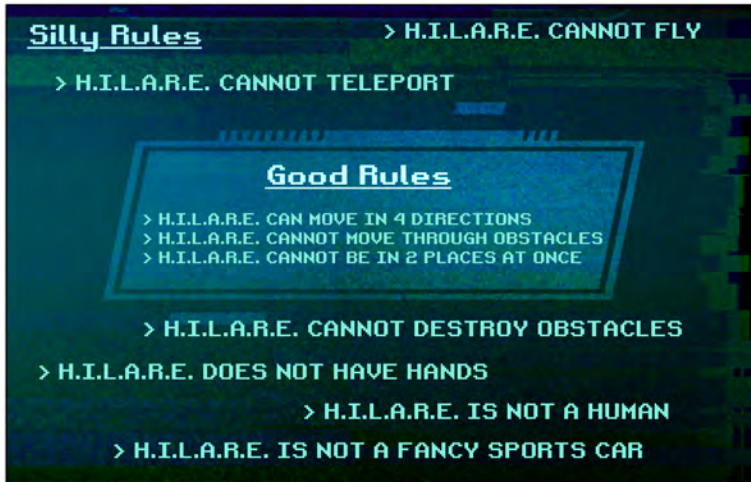 Silly Rules
> H.I.L.A.R.E. CANNOT FLY
> H.I.L.A.R.E. CANNOT TELEPORT
Good Rules
> H.I.L.A.R.E. CAN MOVE IN 4 DIRECTIONS
> H.I.L.A.R.E. CANNOT MOVE THROUGH OBSTACLES
> H.I.L.A.R.E. CANNOT BE IN 2 PLACES AT ONCE
> H.I.L.A.R.E. CANNOT DESTROY OBSTACLES
> H.I.L.A.R.E. DOES NOT HAVE HANDS
> H.I.L.A.R.E. IS NOT A HUMAN
> H.I.L.A.R.E. IS NOT A FANCY SPORTS CAR